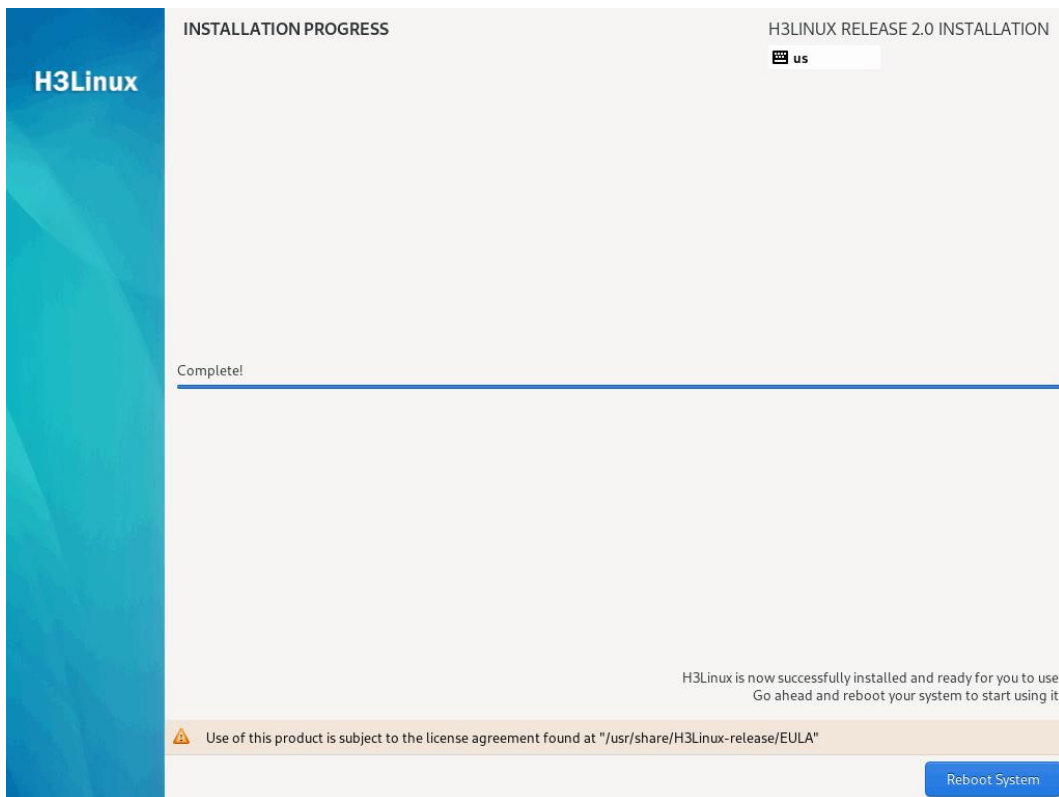 H3Linux
INSTALLATION PROGRESS
H3LINUX RELEASE 2.0 INSTALLATION
us
Complete!
H3Linux is now successfully installed and ready for you to use
Go ahead and reboot your system to start using it
Use of this product is subject to the license agreement found at "/usr/share/H3Linux-release/EULA"
Reboot System